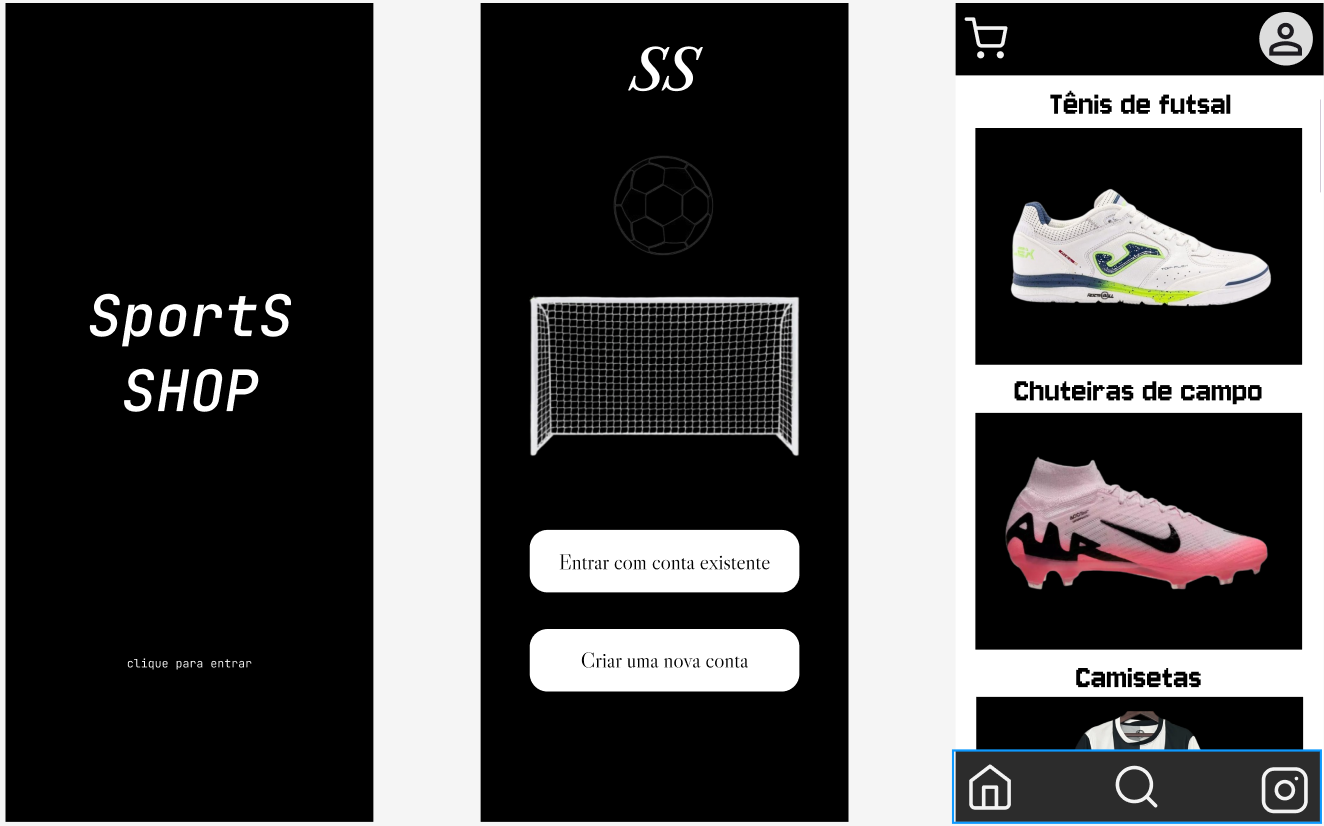 SportS
SHOP
clique para entrar
SS
Entrar com conta existente
Criar uma nova conta
Tênis de futsal
Chuteiras de campo
AIR
Camisetas